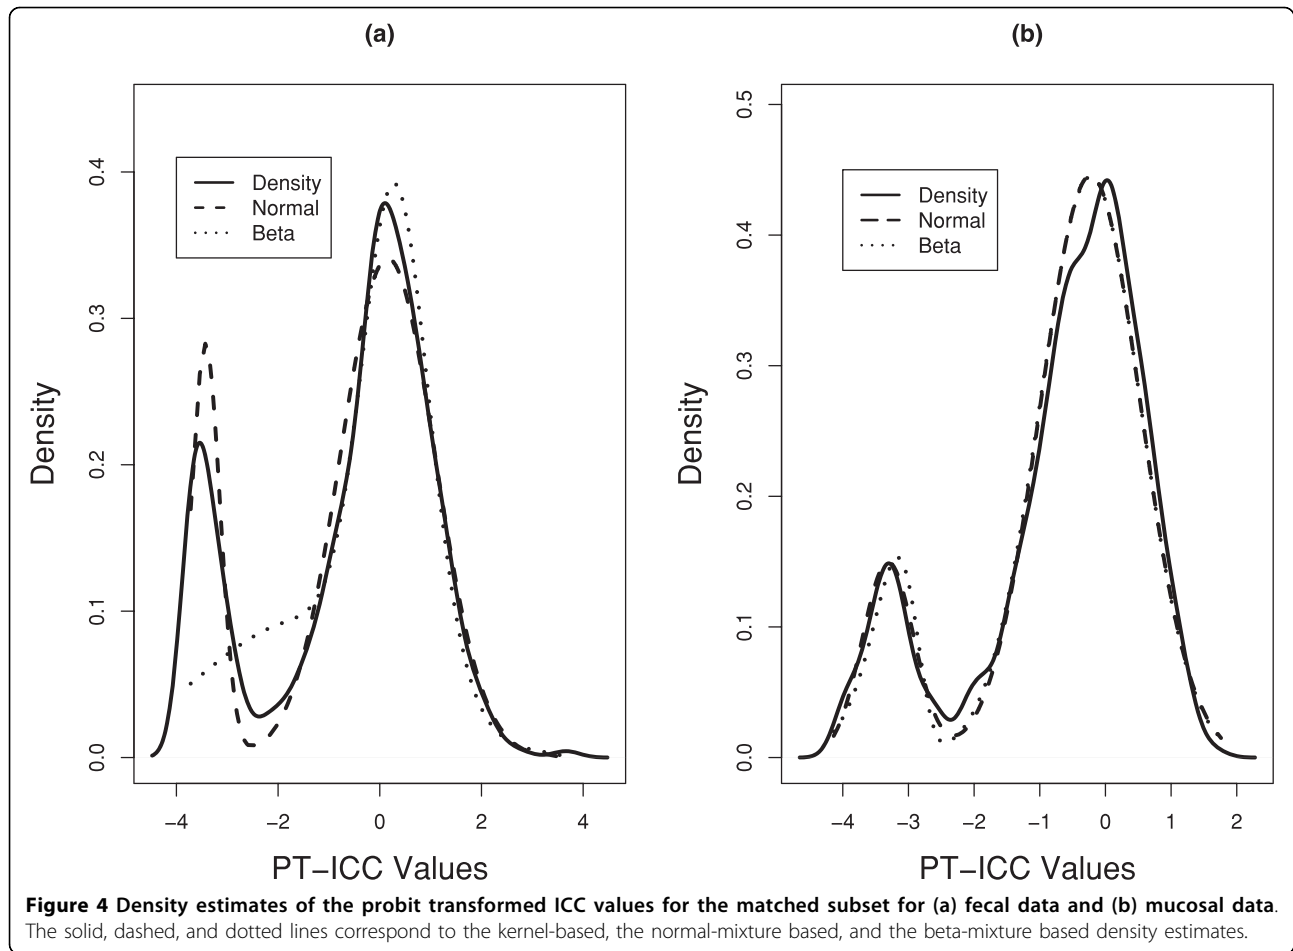 (a)
Density
0.0
0.1
0.2
0.3
0.4
Density
Normal
Beta
−4
−2
0
2
4
PT−ICC Values
(b)
Density
0.0
0.1
0.2
0.3
0.4
0.5
Density
Normal
Beta
−4
−3
−2
−1
0
1
2
PT−ICC Values
Figure 4 Density estimates of the probit transformed ICC values for the matched subset for (a) fecal data and (b) mucosal data.
The solid, dashed, and dotted lines correspond to the kernel-based, the normal-mixture based, and the beta-mixture based density estimates.